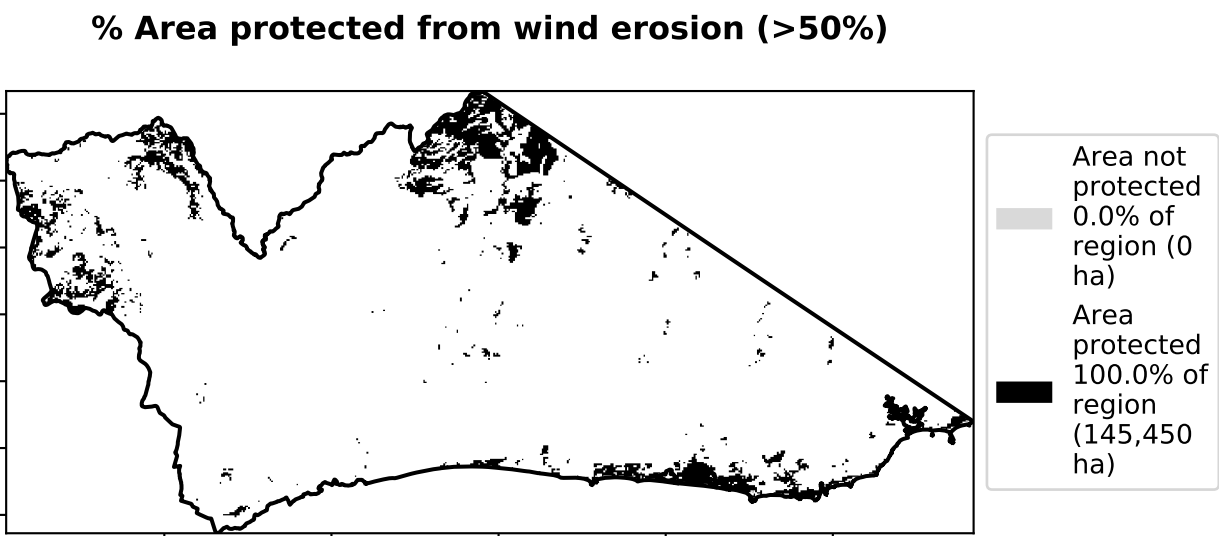 % Area protected from wind erosion (>50%)
Area not
protected
0.0% of
region (0
ha)
Area
protected
100.0% of
region
(145,450
ha)